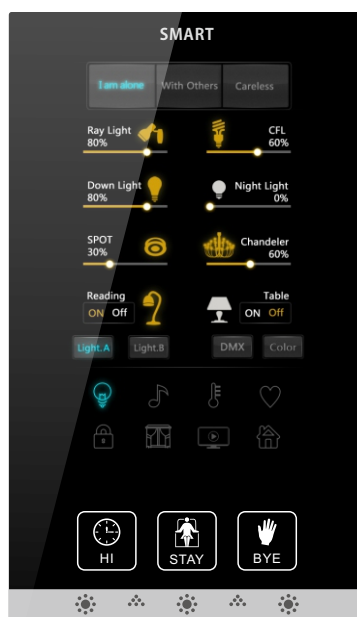 SMART
I am alone With Others Careless
Ray Light
80%
CFL
60%
Down Light
80%
Night Light
0%
SPOT
30%
Chandeler
60%
Reading
ON Off
Table
ON Off
Light.A Light.B DMX Color
HI STAY BYE